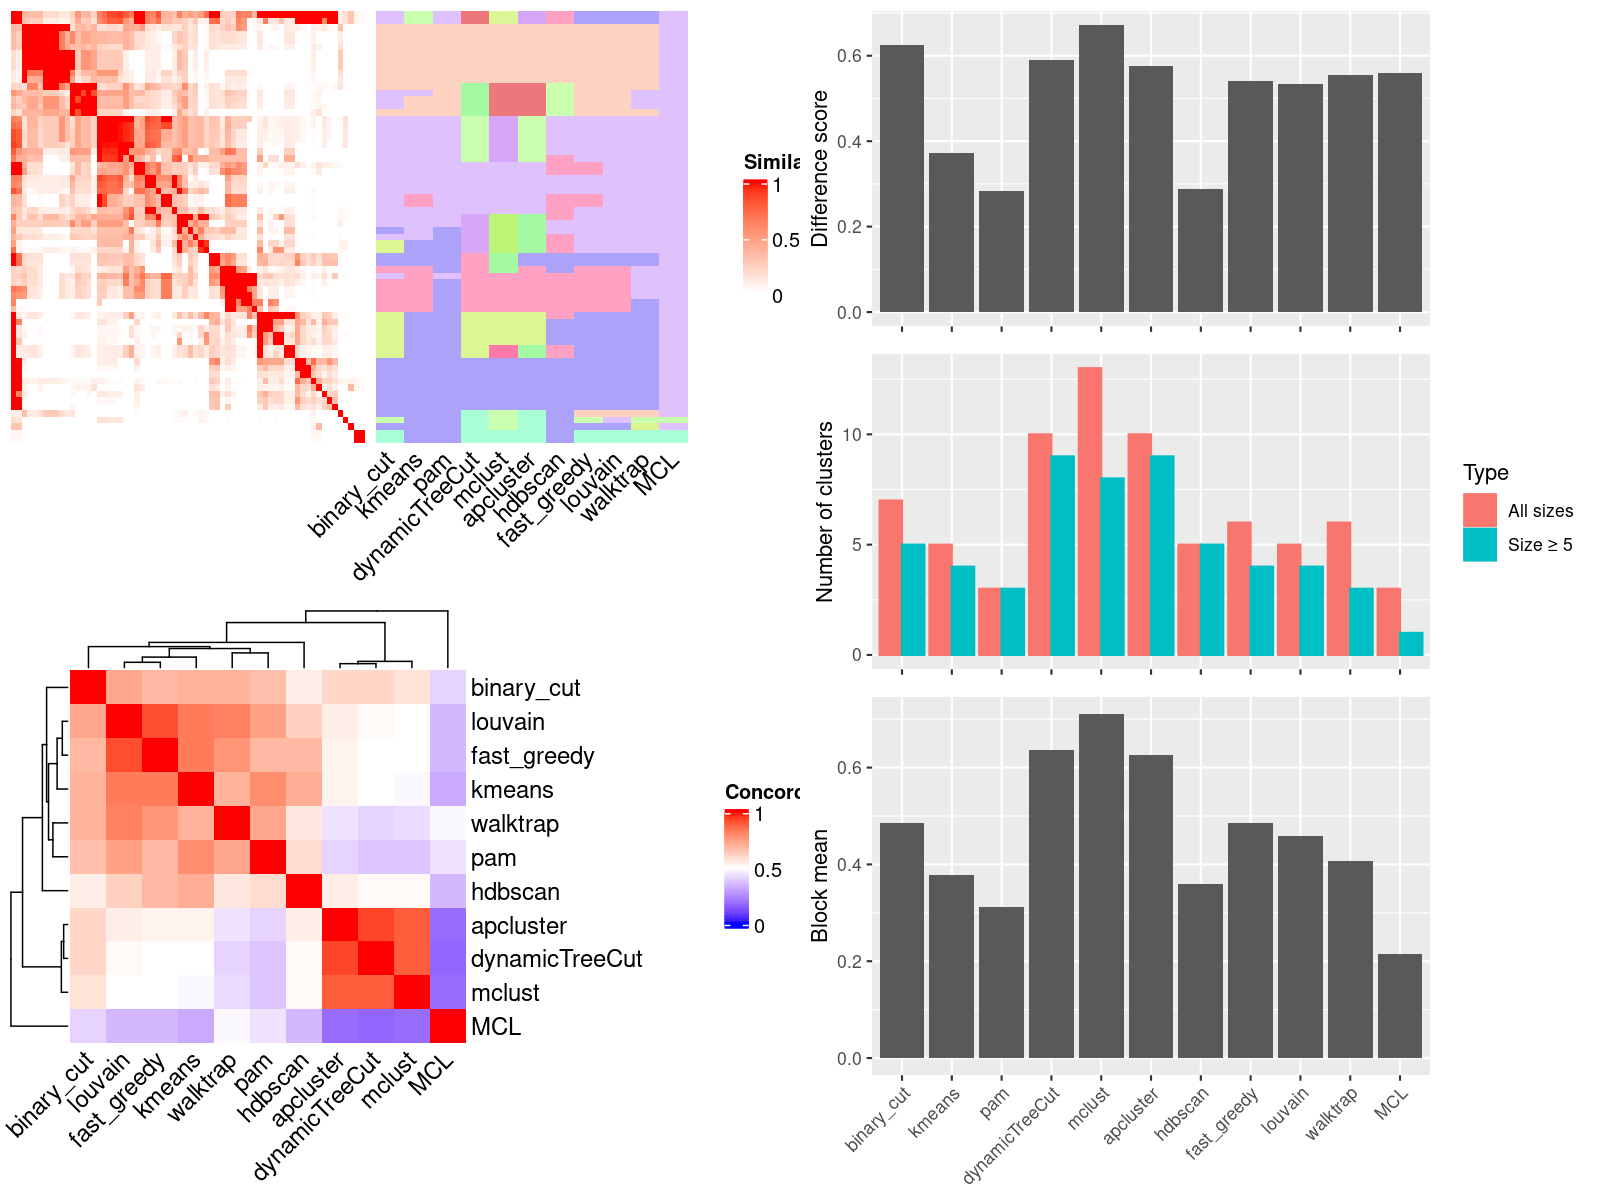 Simila
1
0.5
0
binary_cut
kmeans
pam
dynamicTreeCut
mclust
apcluster
hdbscan
fast_greedy
louvain
walktrap
MCL
binary_cut
louvain
fast_greedy
kmeans
walktrap
pam
hdbscan
apcluster
dynamicTreeCut
mclust
MCL
binary_cut
louvain
fast_greedy
kmeans
walktrap
pam
hdbscan
apcluster
dynamicTreeCut
mclust
MCL
Concord
1
0.5
0
Difference score
0.6
0.4
0.2
0.0
Number of clusters
10
5
0
Type
All sizes
Size ≥ 5
Block mean
0.6
0.4
0.2
0.0
binary_cut
kmeans
pam
dynamicTreeCut
mclust
apcluster
hdbscan
fast_greedy
louvain
walktrap
MCL